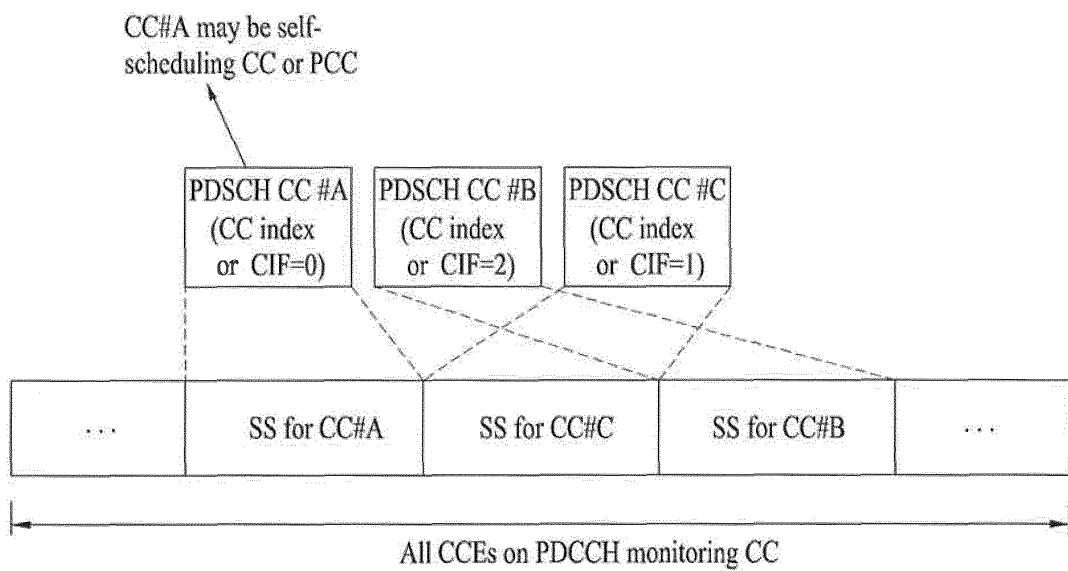 CC#A may be self-
scheduling CC or PCC
PDSCH CC #A
(CC index
or CIF=0)
PDSCH CC #B
(CC index
or CIF=2)
PDSCH CC #C
(CC index
or CIF=1)
...
SS for CC#A
SS for CC#C
SS for CC#B
...
All CCEs on PDCCH monitoring CC